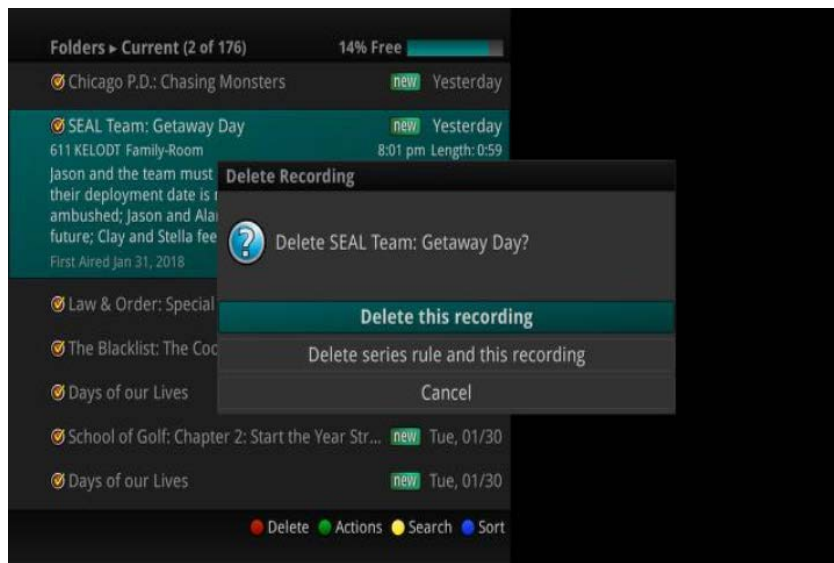 Folders ▸ Current (2 of 176) 14% Free
Chicago P.D.: Chasing Monsters new Yesterday
SEAL Team: Getaway Day new Yesterday
611 KELODT Family-Room 8:01 pm Length: 0:59
Jason and the team must
their deployment date is
ambushed; Jason and
future; Clay and Stella fee
First Aired Jan 31, 2018
Delete Recording
Delete SEAL Team: Getaway Day?
Delete this recording
Delete series rule and this recording
Cancel
Law & Order: Special
The Blacklist: The
Days of our Lives
School of Golf: Chapter 2: Start the Year Str... new Tue, 01/30
Days of our Lives new Tue, 01/30
Delete Actions Search Sort